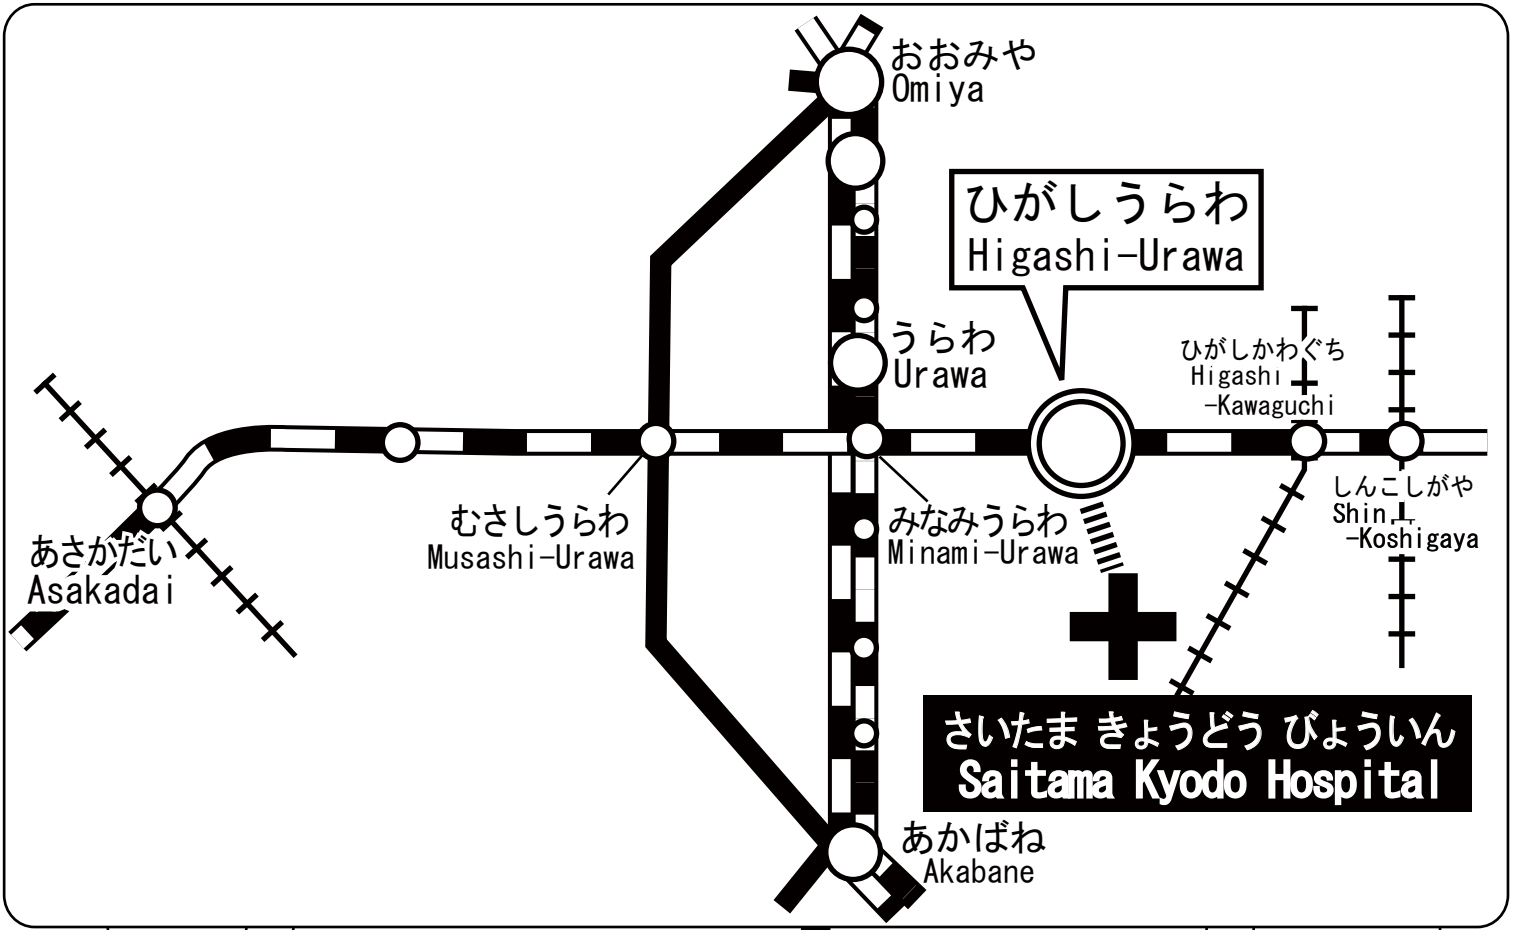 おおみや
Omiya
ひがしうらわ
Higashi-Urawa
うらわ
Urawa
ひがしかわぐち
Higashi
-Kawaguchi
しんこしがや
Shin
-Koshigaya
むさしうらわ
Musashi-Urawa
みなみうらわ
Minami-Urawa
あさかだい
Asakadai
さいたま きょうどう びょういん
Saitama Kyodo Hospital
あかばね
Akabane